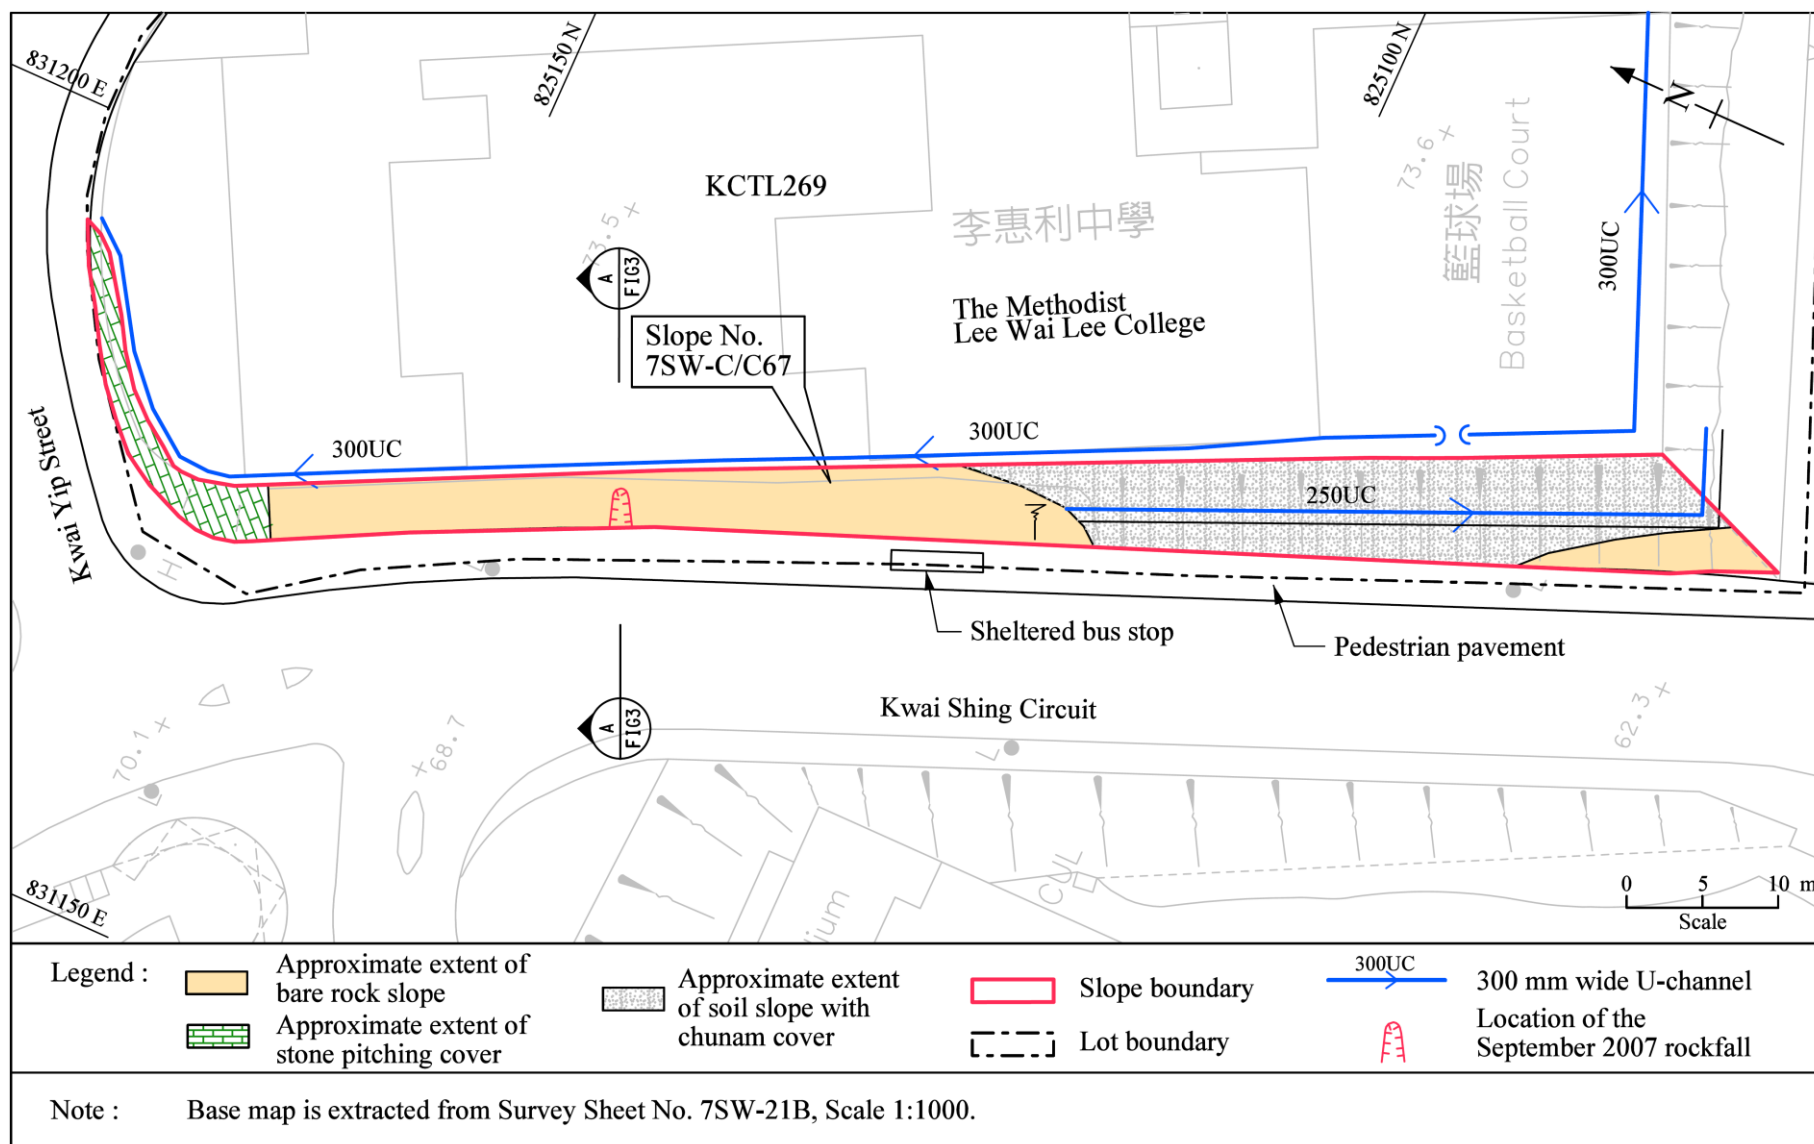 831200 E
825150 N
825100 N
N
KCTL269
73.5
73.6
李惠利中學
籃球場
Basketball Court
A
FIG3
Slope No.
7SW-C/C67
The Methodist
Lee Wai Lee College
300UC
300UC
300UC
250UC
Kwai Yip Street
H
L
L
Sheltered bus stop
Pedestrian pavement
Kwai Shing Circuit
A
FIG3
70.1
68.7
62.3
L
L
CUL
831150 E
0 5 10 m
Scale
Legend :
Approximate extent of
bare rock slope
Approximate extent of
stone pitching cover
Approximate extent
of soil slope with
chunam cover
Slope boundary
Lot boundary
300UC
300 mm wide U-channel
Location of the
September 2007 rockfall
Note :
Base map is extracted from Survey Sheet No. 7SW-21B, Scale 1:1000.